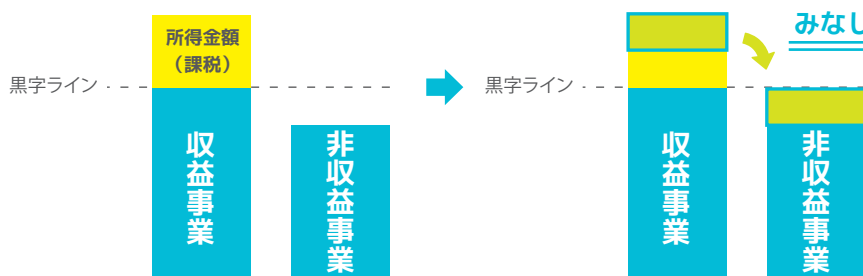 所得金額
（課税）
黒字ライン
収益事業
非収益事業
みなし
黒字ライン
収益事業
非収益事業